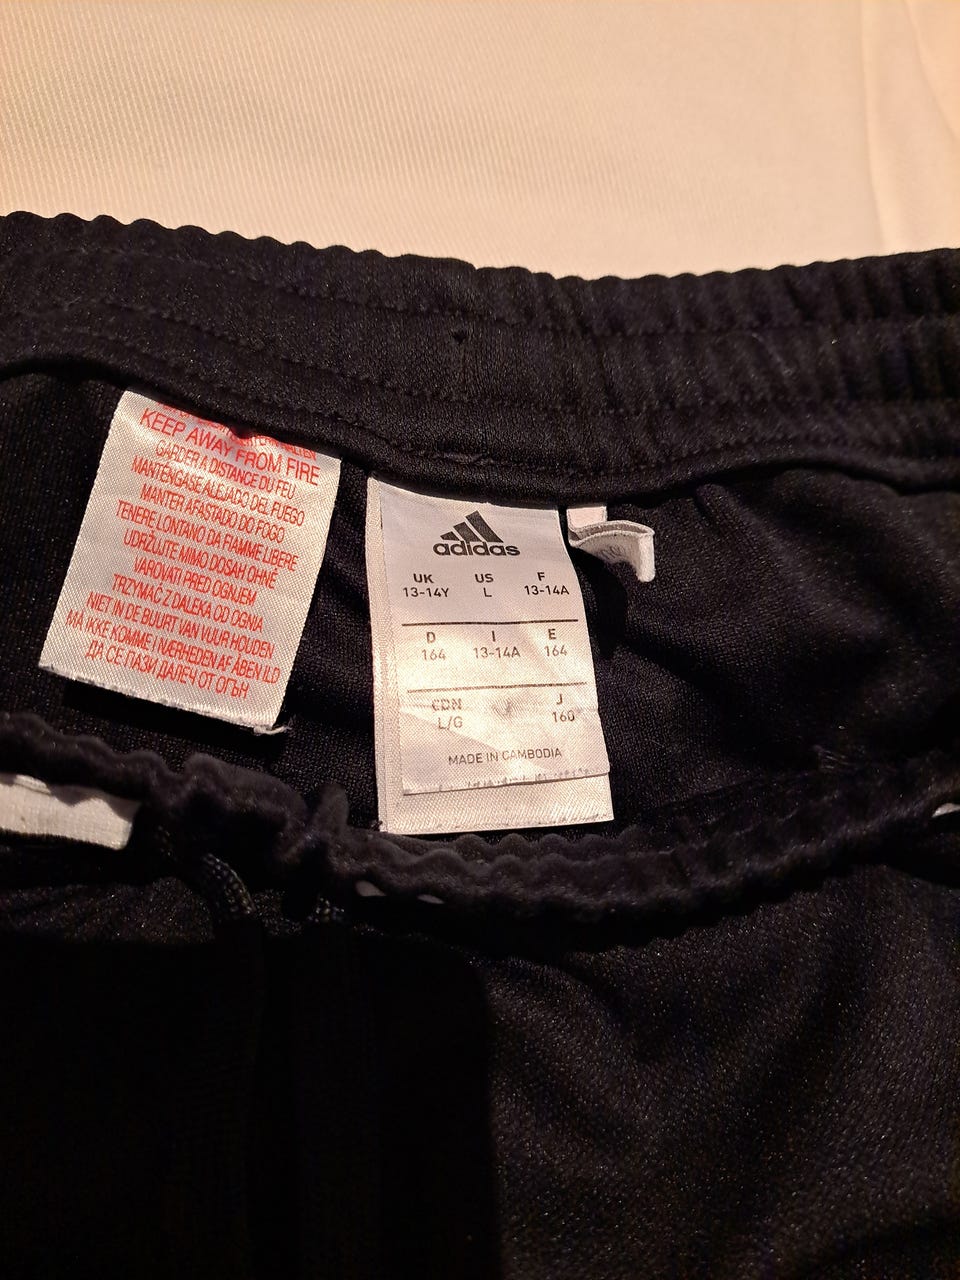 KEEP AWAY FROM FIRE
GARDER A DISTANCE DU FEU
MANTÉNGASE ALEJADO DEL FUEGO
MANTER AFASTADO DO FOGO
TENERE LONTANO DA FIAMME LIBERE
UDRŽUJTE MIMO DOSAH OHNĚ
VAROVATI PRED OGNJEM
TRZYMAĆ Z DALEKA OD OGNIA
NIET IN DE BUURT VAN VUUR HOUDEN
MÅ IKKE KOMME I NÆRHEDEN AF ÅBEN ILD
ДА СЕ ПАЗИ ДАЛЕЧ ОТ ОГЪН
adidas
UK US F
13-14Y L 13-14A
D I E
164 13-14A 164
CDN J
L/G 160
MADE IN CAMBODIA